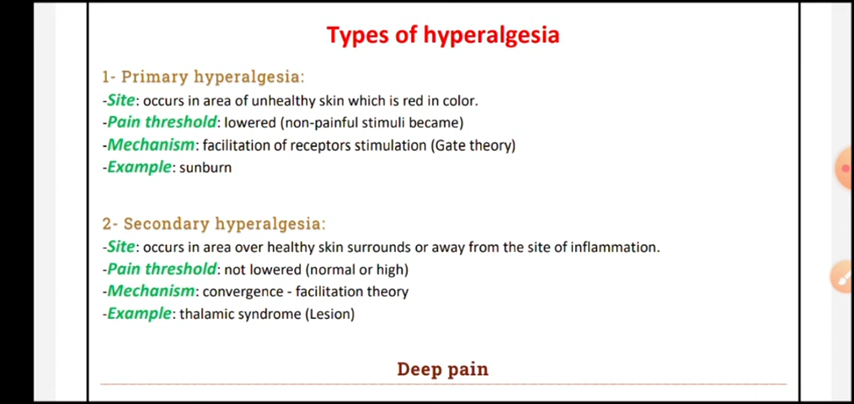 Types of hyperalgesia
1- Primary hyperalgesia:
-Site: occurs in area of unhealthy skin which is red in color.
-Pain threshold: lowered (non-painful stimuli became)
-Mechanism: facilitation of receptors stimulation (Gate theory)
-Example: sunburn
2- Secondary hyperalgesia:
-Site: occurs in area over healthy skin surrounds or away from the site of inflammation.
-Pain threshold: not lowered (normal or high)
-Mechanism: convergence - facilitation theory
-Example: thalamic syndrome (Lesion)
Deep pain